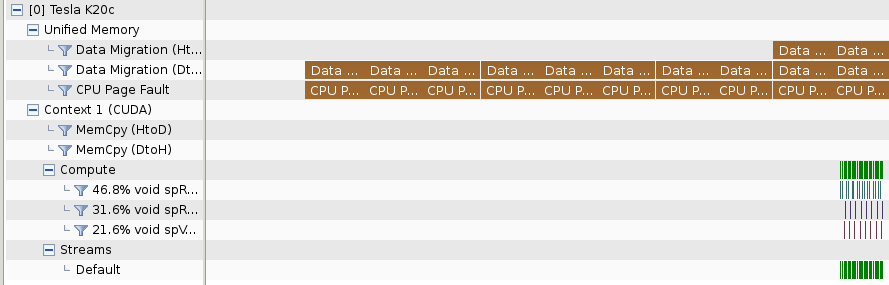 [0] Tesla K20c
Unified Memory
Data Migration (Ht... Data ... Data ...
Data Migration (Dt... Data ... Data ... Data ... Data ... Data ... Data ... Data ... Data ... Data ... Data ...
CPU Page Fault CPU P... CPU P... CPU P... CPU P... CPU P... CPU P... CPU P... CPU P... CPU P... CPU P...
Context 1 (CUDA)
MemCpy (HtoD)
MemCpy (DtoH)
Compute
46.8% void spR...
31.6% void spR...
21.6% void spV...
Streams
Default